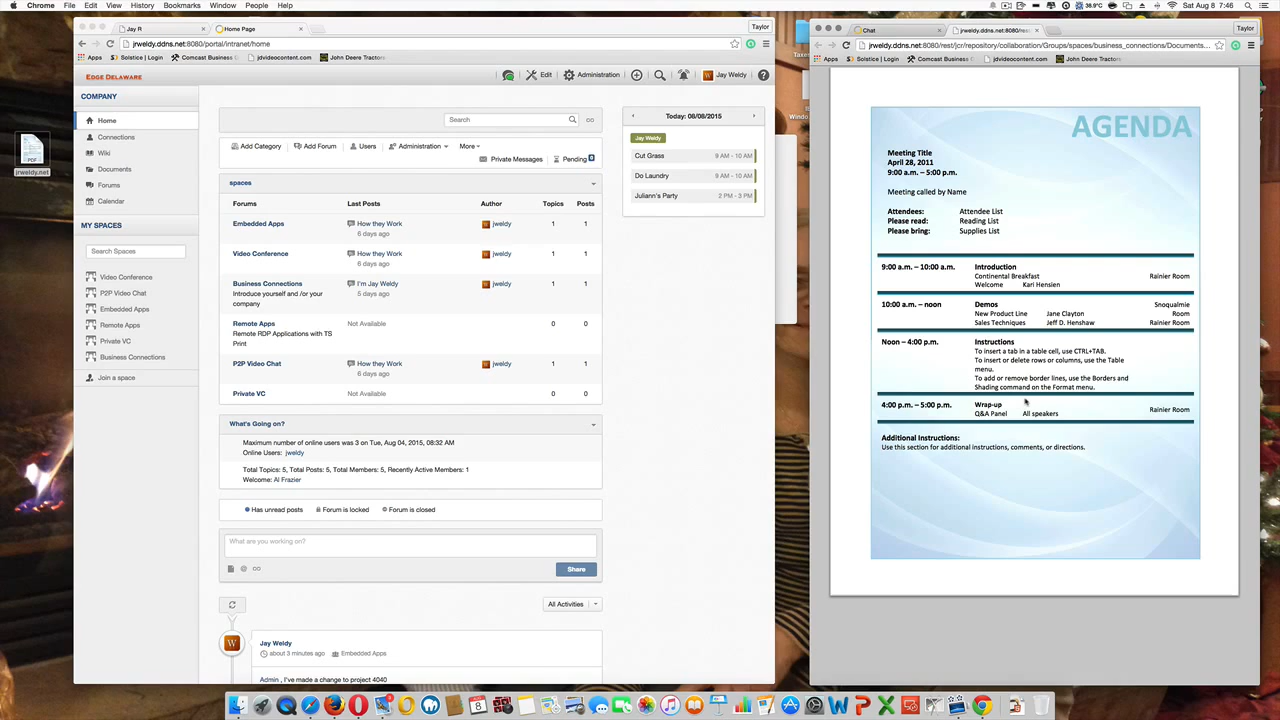 Chrome File Edit View History Bookmarks Window People Help
38.9°C
Sat Aug 8 7:46
Jay R
Home Page
Taylor
jrweldy.ddns.net:8080/portal/intranet/home
Apps Solstice | Login Comcast Business jdvideocontent.com John Deere Tractors
EDGE DELAWARE
Edit Administration Jay Weldy
COMPANY
Home
Connections
Wiki
Documents
Forums
Calendar
MY SPACES
Search Spaces
Video Conference
P2P Video Chat
Embedded Apps
Remote Apps
Private VC
Business Connections
Join a space
PDF
jrweldy.net
Search
Add Category Add Forum Users Administration More
Private Messages Pending 0
spaces
Forums Last Posts Author Topics Posts
Embedded Apps How they Work jweldy 1 1
6 days ago
Video Conference How they Work jweldy 1 1
6 days ago
Business Connections I'm Jay Weldy jweldy 1 1
Introduce yourself and /or your 5 days ago
company
Remote Apps Not Available 0 0
Remote RDP Applications with TS
Print
P2P Video Chat How they Work jweldy 1 1
6 days ago
Private VC Not Available 0 0
What's Going on?
Maximum number of online users was 3 on Tue, Aug 04, 2015, 08:32 AM
Online Users: jweldy
Total Topics: 5, Total Posts: 5, Total Members: 5, Recently Active Members: 1
Welcome: Al Frazier
Has unread posts Forum is locked Forum is closed
What are you working on?
Share
All Activities
Jay Weldy
about 3 minutes ago Embedded Apps
Admin , I've made a change to project 4040
Today: 08/08/2015
Jay Weldy
Cut Grass 9 AM - 10 AM
Do Laundry 9 AM - 10 AM
Juliann's Party 2 PM - 3 PM
Taxes
Windo
Chat
jrweldy.ddns.net:8080/res
Taylor
jrweldy.ddns.net:8080/rest/jcr/repository/collaboration/Groups/spaces/business_connections/Documents...
Apps Solstice | Login Comcast Business jdvideocontent.com John Deere Tractors
AGENDA
Meeting Title
April 28, 2011
9:00 a.m. – 5:00 p.m.
Meeting called by Name
Attendees: Attendee List
Please read: Reading List
Please bring: Supplies List
9:00 a.m. – 10:00 a.m. Introduction
Continental Breakfast Rainier Room
Welcome Karl Hensien
10:00 a.m. – noon Demos Snoqualmie
New Product Line Jane Clayton Room
Sales Techniques Jeff D. Henshaw Rainier Room
Noon – 4:00 p.m. Instructions
To insert a tab in a table cell, use CTRL+TAB.
To insert or delete rows or columns, use the Table
menu.
To add or remove border lines, use the Borders and
Shading command on the Format menu.
4:00 p.m. – 5:00 p.m. Wrap-up
Q&A Panel All speakers Rainier Room
Additional Instructions:
Use this section for additional instructions, comments, or directions.